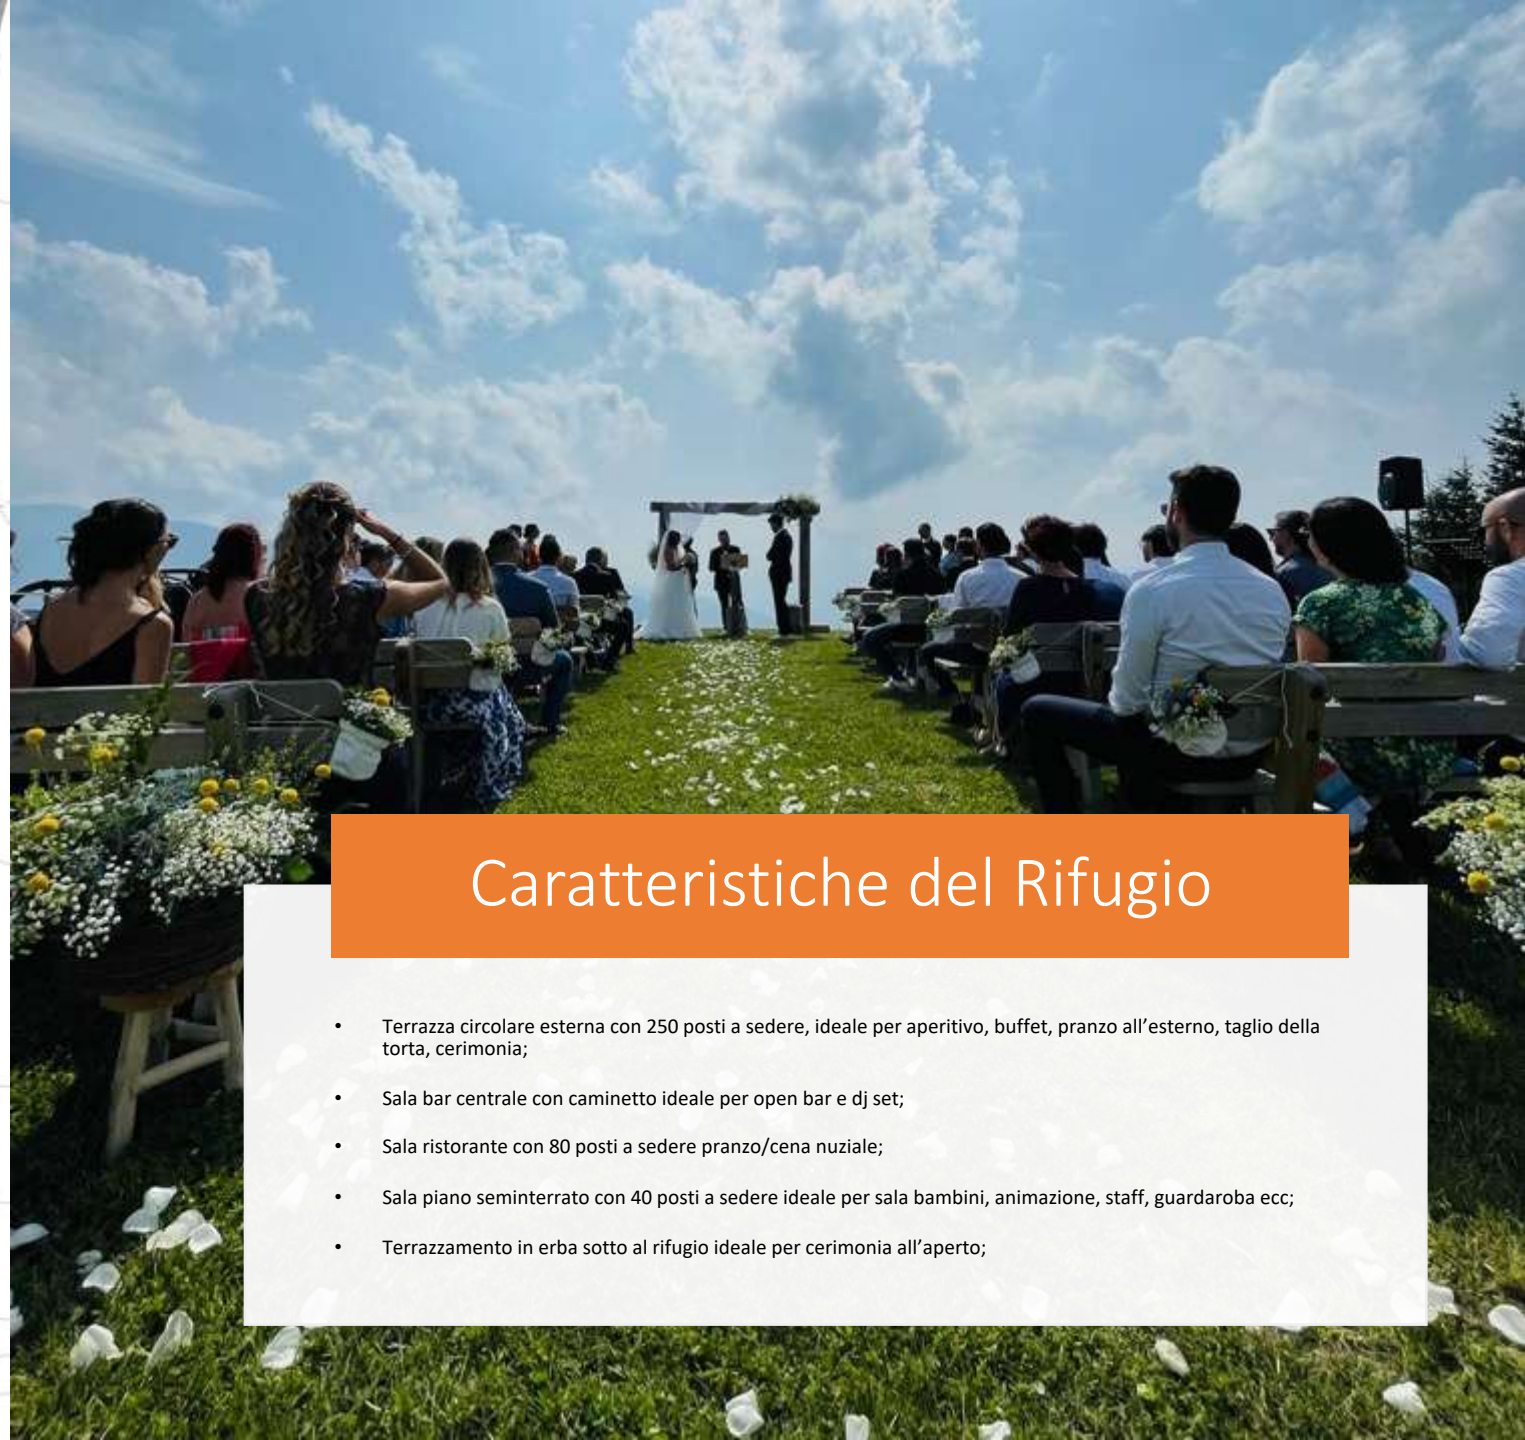 Caratteristiche del Rifugio
• Terrazza circolare esterna con 250 posti a sedere, ideale per aperitivo, buffet, pranzo all’esterno, taglio della
torta, cerimonia;
• Sala bar centrale con caminetto ideale per open bar e dj set;
• Sala ristorante con 80 posti a sedere pranzo/cena nuziale;
• Sala piano seminterrato con 40 posti a sedere ideale per sala bambini, animazione, staff, guardaroba ecc;
• Terrazzamento in erba sotto al rifugio ideale per cerimonia all’aperto;